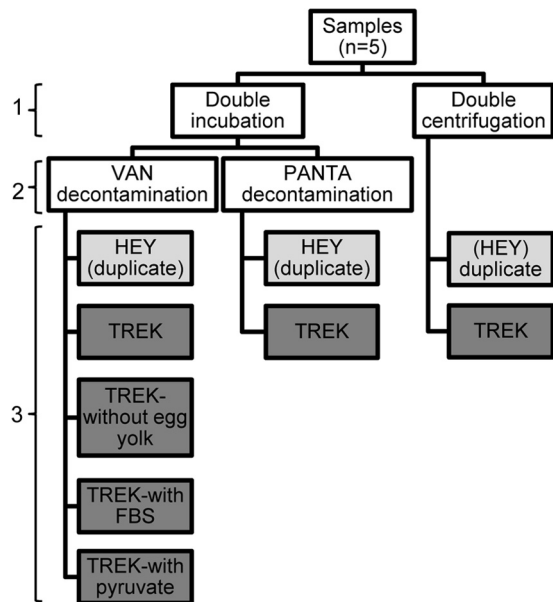 Samples
(n=5)
1
Double
incubation
Double
centrifugation
2
VAN
decontamination
PANTA
decontamination
3
HEY
(duplicate)
HEY
(duplicate)
(HEY)
duplicate
TREK
TREK
TREK
TREK-
without egg
yolk
TREK-with
FBS
TREK-with
pyruvate